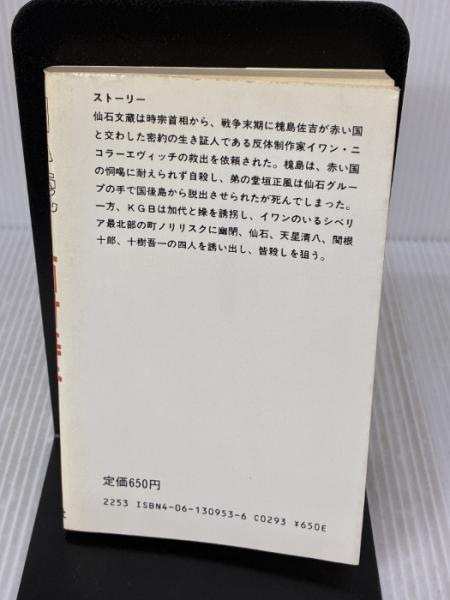 ストーリー
仙石文蔵は時宗首相から、戦争末期に槐島佐吉が赤い国
と交わした密約の生き証人である反体制作家イワン・ニ
コラーエヴィッチの救出を依頼された。槐島は、赤い国
の恫喝に耐えられず自殺し、弟の堂垣正風は仙石グルー
プの手で国後島から脱出させられたが死んでしまった。
一方、KGBは加代と操を誘拐し、イワンのいるシベリ
ア最北部の町ノリリスクに幽閉、仙石、天星清八、関根
十郎、十樹吾一の四人を誘い出し、皆殺しを狙う。
定価650円
2253 ISBN4-06-130953-6 C0293 ¥650E